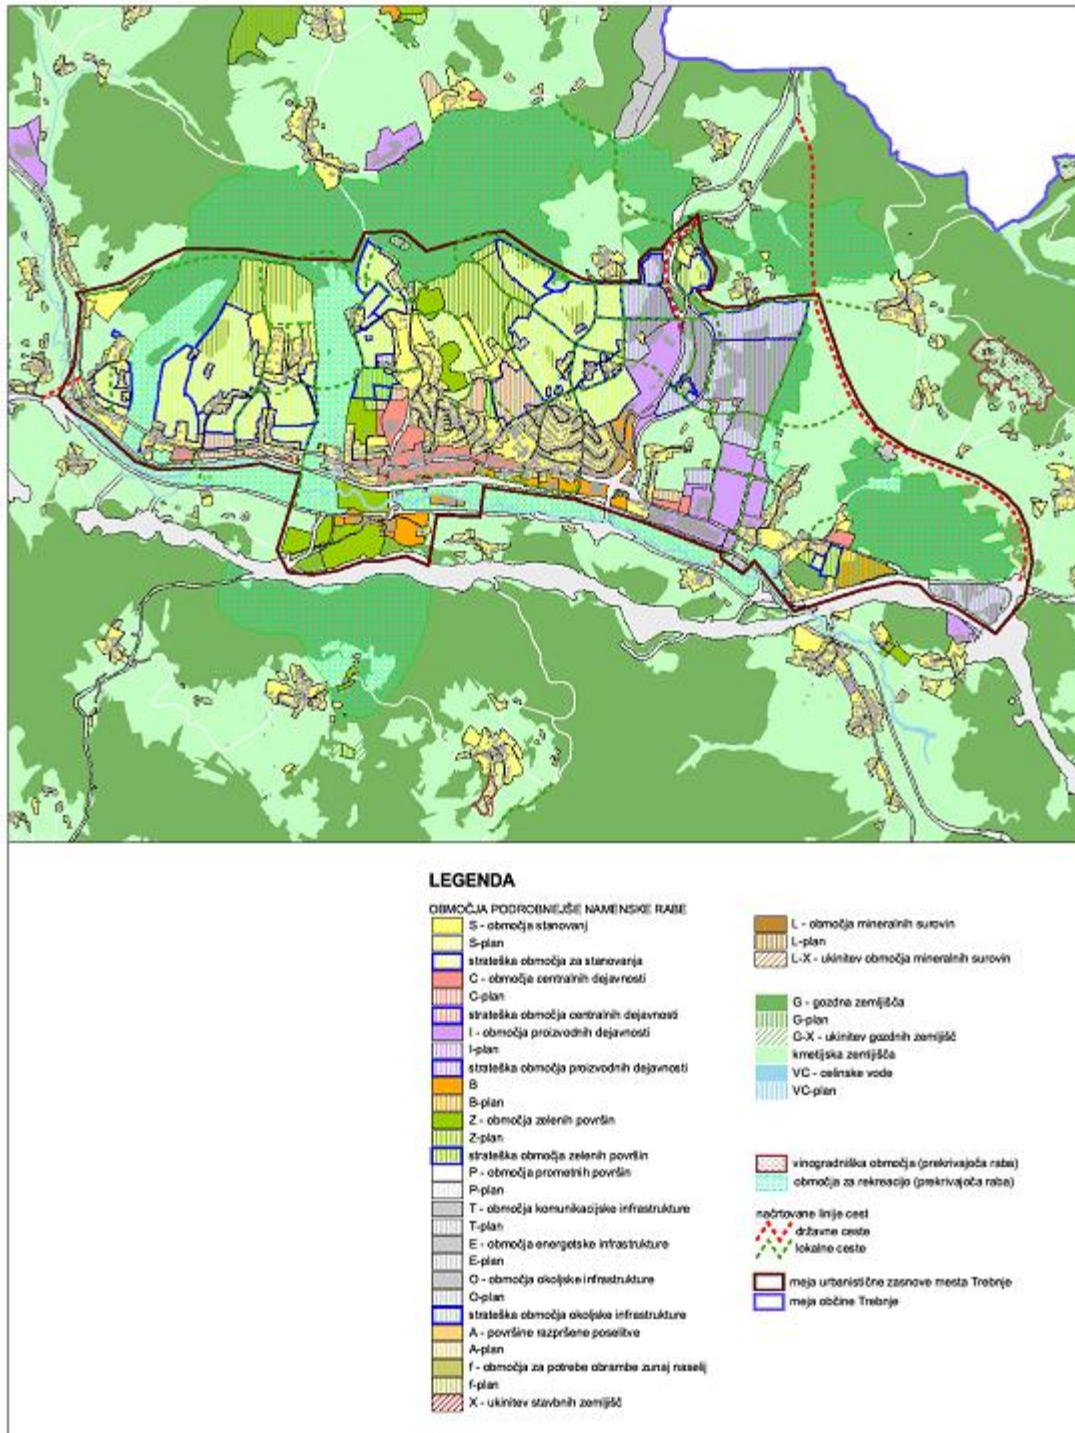 LEGENDA
OBMOČJA PODROBNEJŠE NAMENSKE RABE
S - območja stanovanj
S-plan
strateška območja za stanovanja
C - območja centralnih dejavnosti
C-plan
strateška območja centralnih dejavnosti
I - območja proizvodnih dejavnosti
I-plan
strateška območja proizvodnih dejavnosti
B
B-plan
Z - območja zelenih površin
Z-plan
strateška območja zelenih površin
P - območja prometnih površin
P-plan
T - območja komunikacijske infrastrukture
T-plan
E - območja energetske infrastrukture
E-plan
O - območja okoljske infrastrukture
O-plan
strateška območja okoljske infrastrukture
A - površine razpršene poselitve
A-plan
f - območja za potrebe obrambe zunaj naselij
f-plan
X - ukinitev stavbnih zemljišč
L - območja mineralnih surovin
L-plan
L-X - ukinitev območja mineralnih surovin
G - gozdna zemljišča
G-plan
G-X - ukinitev gozdnih zemljišč
kmetijska zemljišča
VC - celinske vode
VC-plan
vinogradniška območja (prekrivajoča raba)
območja za rekreacijo (prekrivajoča raba)
načrtovane linije cest
državne ceste
lokalne ceste
meja urbanistične zasnove mesta Trebnje
meja občine Trebnje